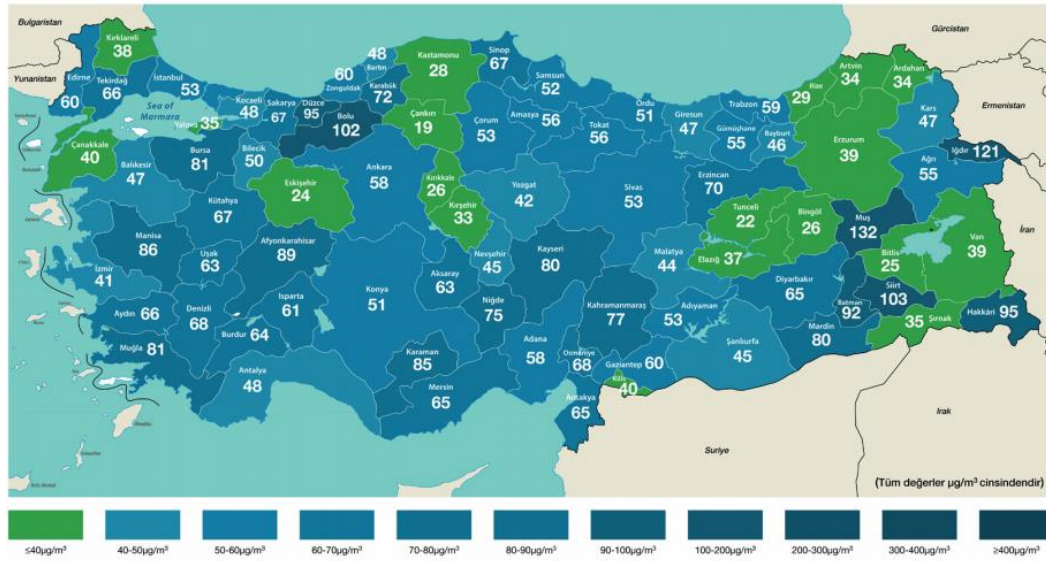 Bulgaristan
Gürcistan
Yunanistan
Ermenistan
İran
Irak
Suriye
Sea of
Marmara
Kırklareli
38
Edirne
60
Tekirdağ
66
İstanbul
53
Kocaeli
48
Yalova 35
Sakarya
67
Düzce
95
Bolu
102
Zonguldak
60
Bartın
48
Karabük
72
Kastamonu
28
Sinop
67
Samsun
52
Çankırı
19
Çorum
53
Amasya
56
Tokat
56
Ordu
51
Giresun
47
Trabzon
59
Gümüşhane
55
Bayburt
46
Rize
29
Artvin
34
Ardahan
34
Kars
47
Iğdır 121
Ağrı
55
Erzurum
39
Erzincan
70
Çanakkale
40
Balıkesir
47
Bursa
81
Bilecik
50
Eskişehir
24
Ankara
58
Kırıkkale
26
Kırşehir
33
Yozgat
42
Sivas
53
Tunceli
22
Bingöl
26
Muş
132
Elazığ 37
Malatya
44
Bitlis
25
Van
39
Siirt
103
Hakkâri 95
Şırnak
35
Batman
92
Diyarbakır
65
Mardin
80
Kütahya
67
Manisa
86
Uşak
63
Afyonkarahisar
89
İzmir
41
Aydın 66
Denizli
68
Muğla 81
Burdur 64
Isparta
61
Antalya
48
Konya
51
Aksaray
63
Nevşehir
45
Kayseri
80
Niğde
75
Karaman
85
Mersin
65
Adana
58
Osmaniye
68
Kahramanmaraş
77
Adıyaman
53
Gaziantep 60
Şanlıurfa
45
Kilis
40
Antakya
65
(Tüm değerler µg/m³ cinsindendir)
≤40µg/m³ 40-50µg/m³ 50-60µg/m³ 60-70µg/m³ 70-80µg/m³ 80-90µg/m³ 90-100µg/m³ 100-200µg/m³ 200-300µg/m³ 300-400µg/m³ ≥400µg/m³